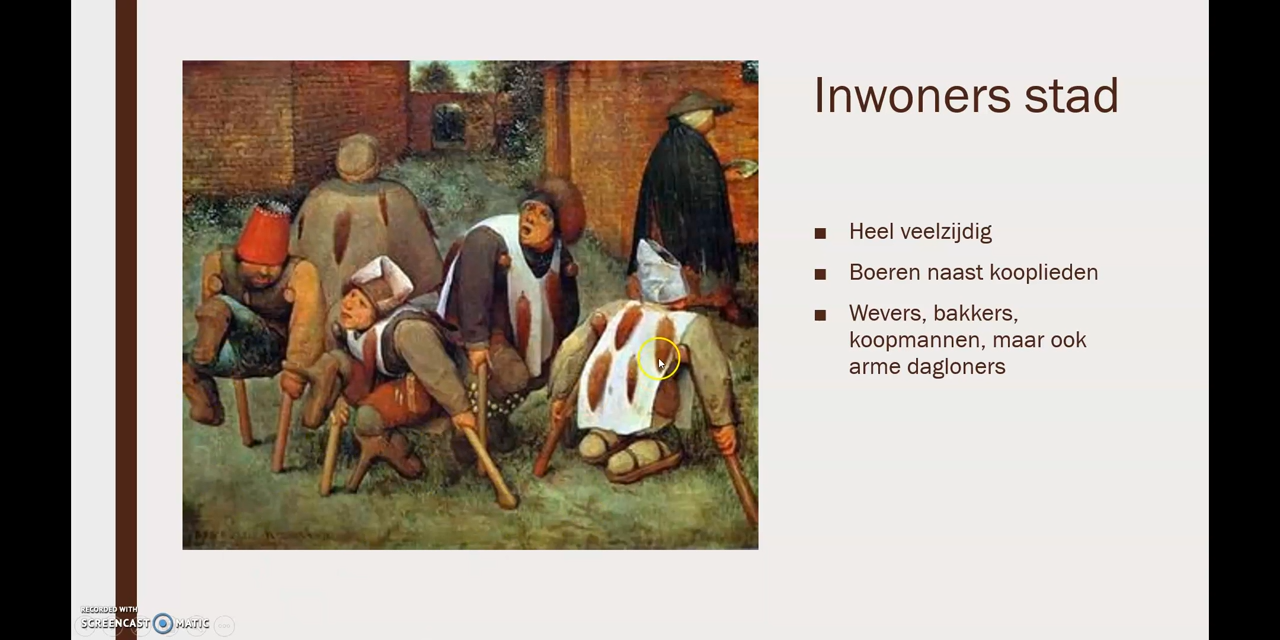 Inwoners stad
Heel veelzijdig
Boeren naast kooplieden
Wevers, bakkers,
koopmannen, maar ook
arme dagloners
RECORDED WITH
SCREENCAST MATIC